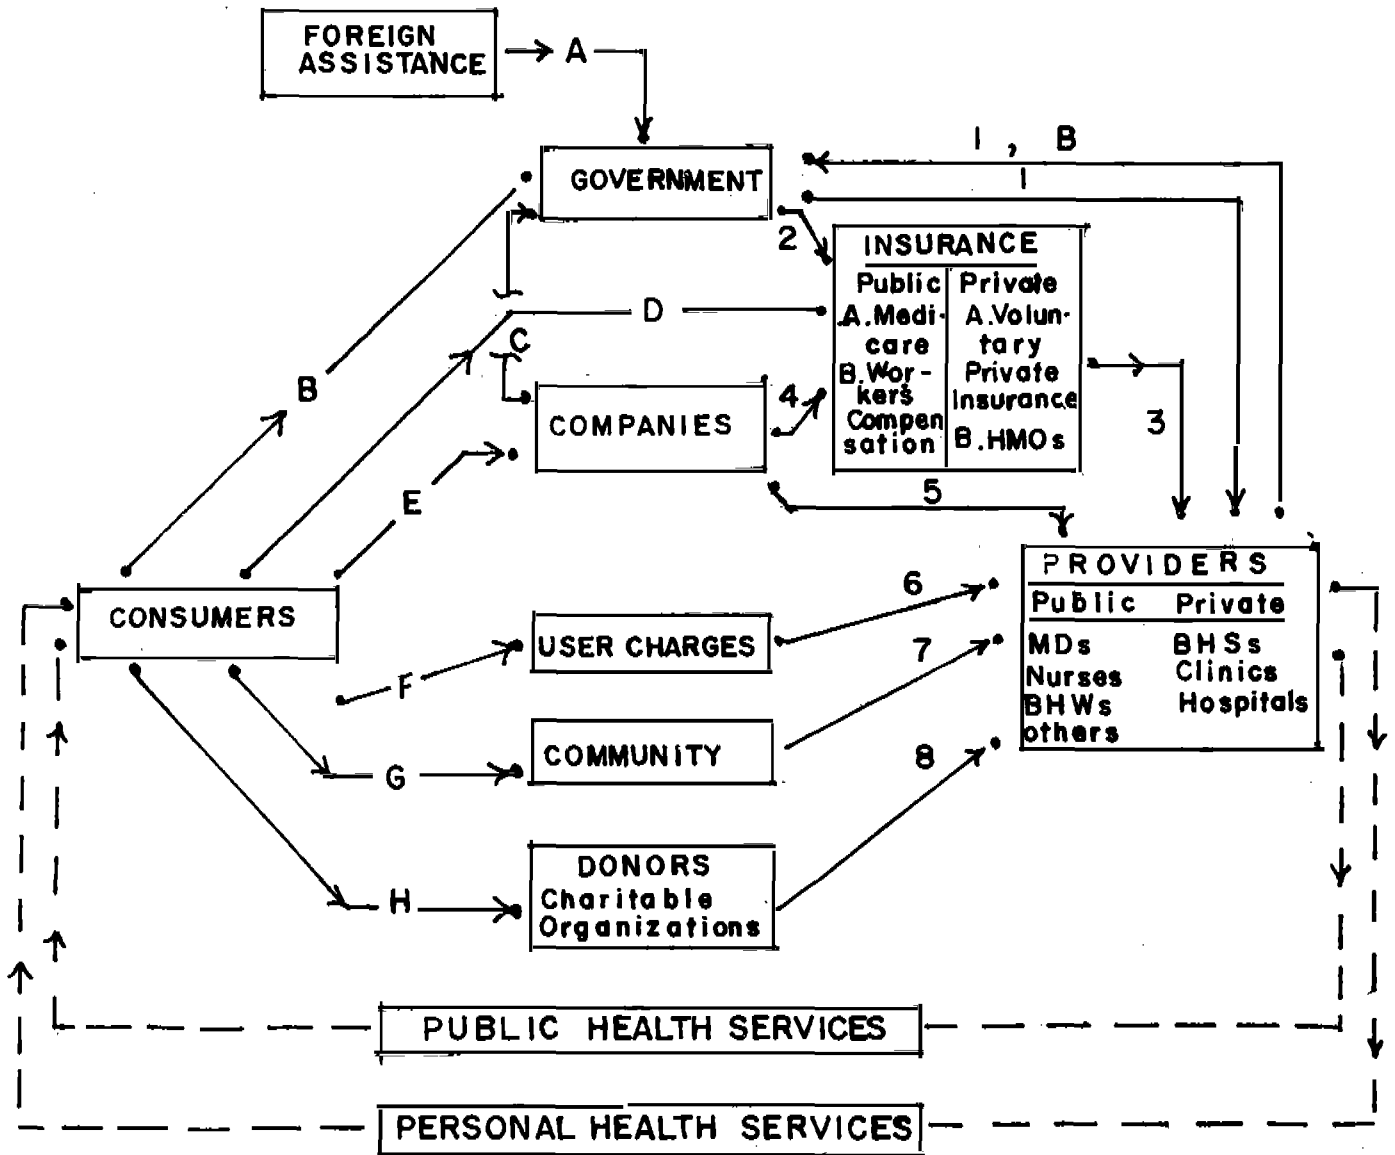 FOREIGN
ASSISTANCE
A
GOVERNMENT
1, B
1
2
INSURANCE
Public Private
A.Medi- A.Volun-
care tary
B.Wor- Private
kers Insurance
Compen
sation B.HMOs
D
C
B
COMPANIES
4
3
5
E
CONSUMERS
PROVIDERS
Public Private
MDs BHSs
Nurses Clinics
BHWs Hospitals
others
F
USER CHARGES
6
7
G
COMMUNITY
8
H
DONORS
Charitable
Organizations
PUBLIC HEALTH SERVICES
PERSONAL HEALTH SERVICES